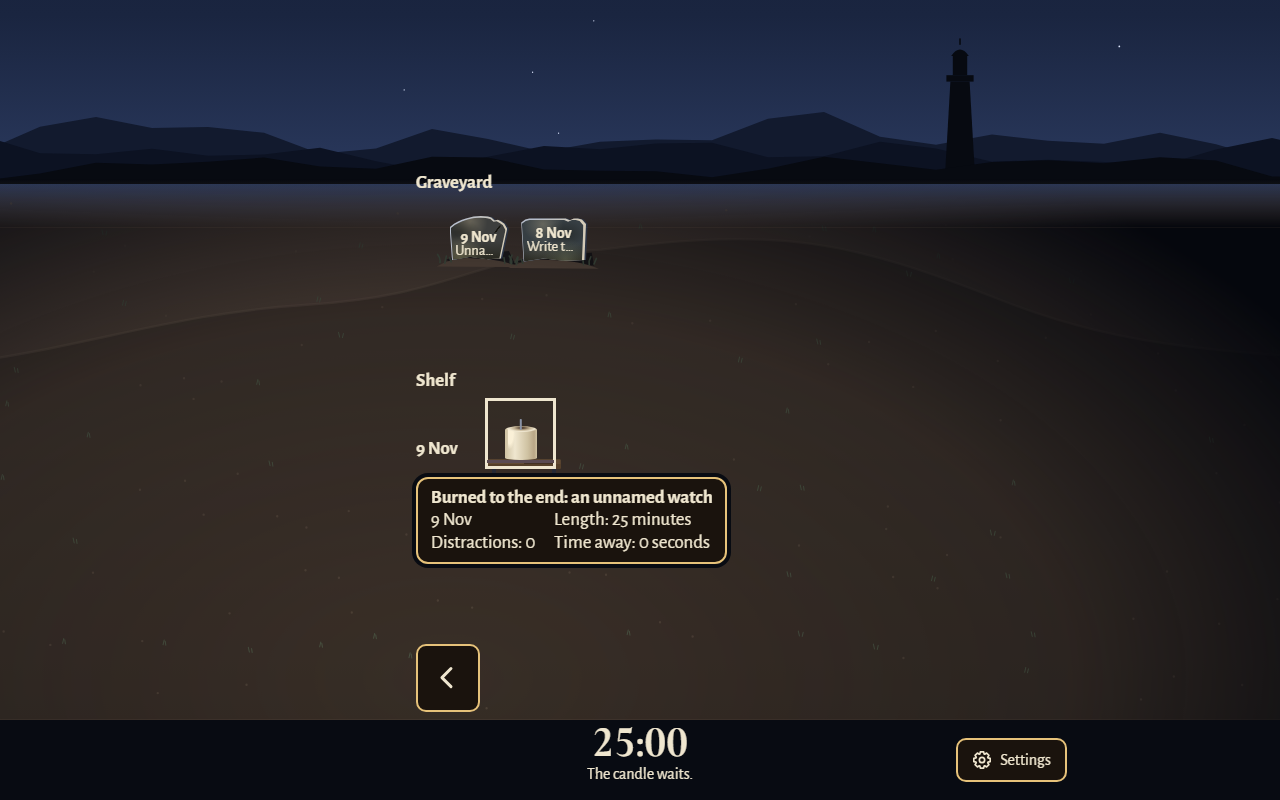 Graveyard
9 Nov
Unna...
8 Nov
Write t...
Shelf
9 Nov
Burned to the end: an unnamed watch
9 Nov Length: 25 minutes
Distractions: 0 Time away: 0 seconds
25:00
The candle waits.
Settings